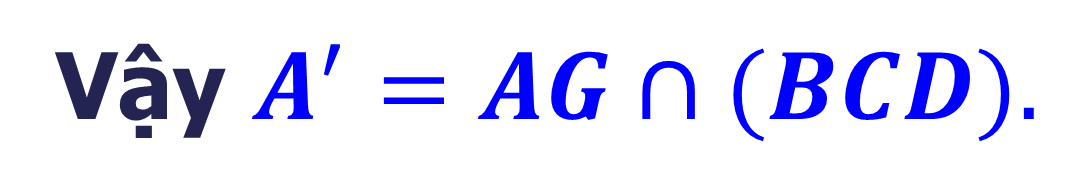 Vậy A′ = AG ∩ (BCD).